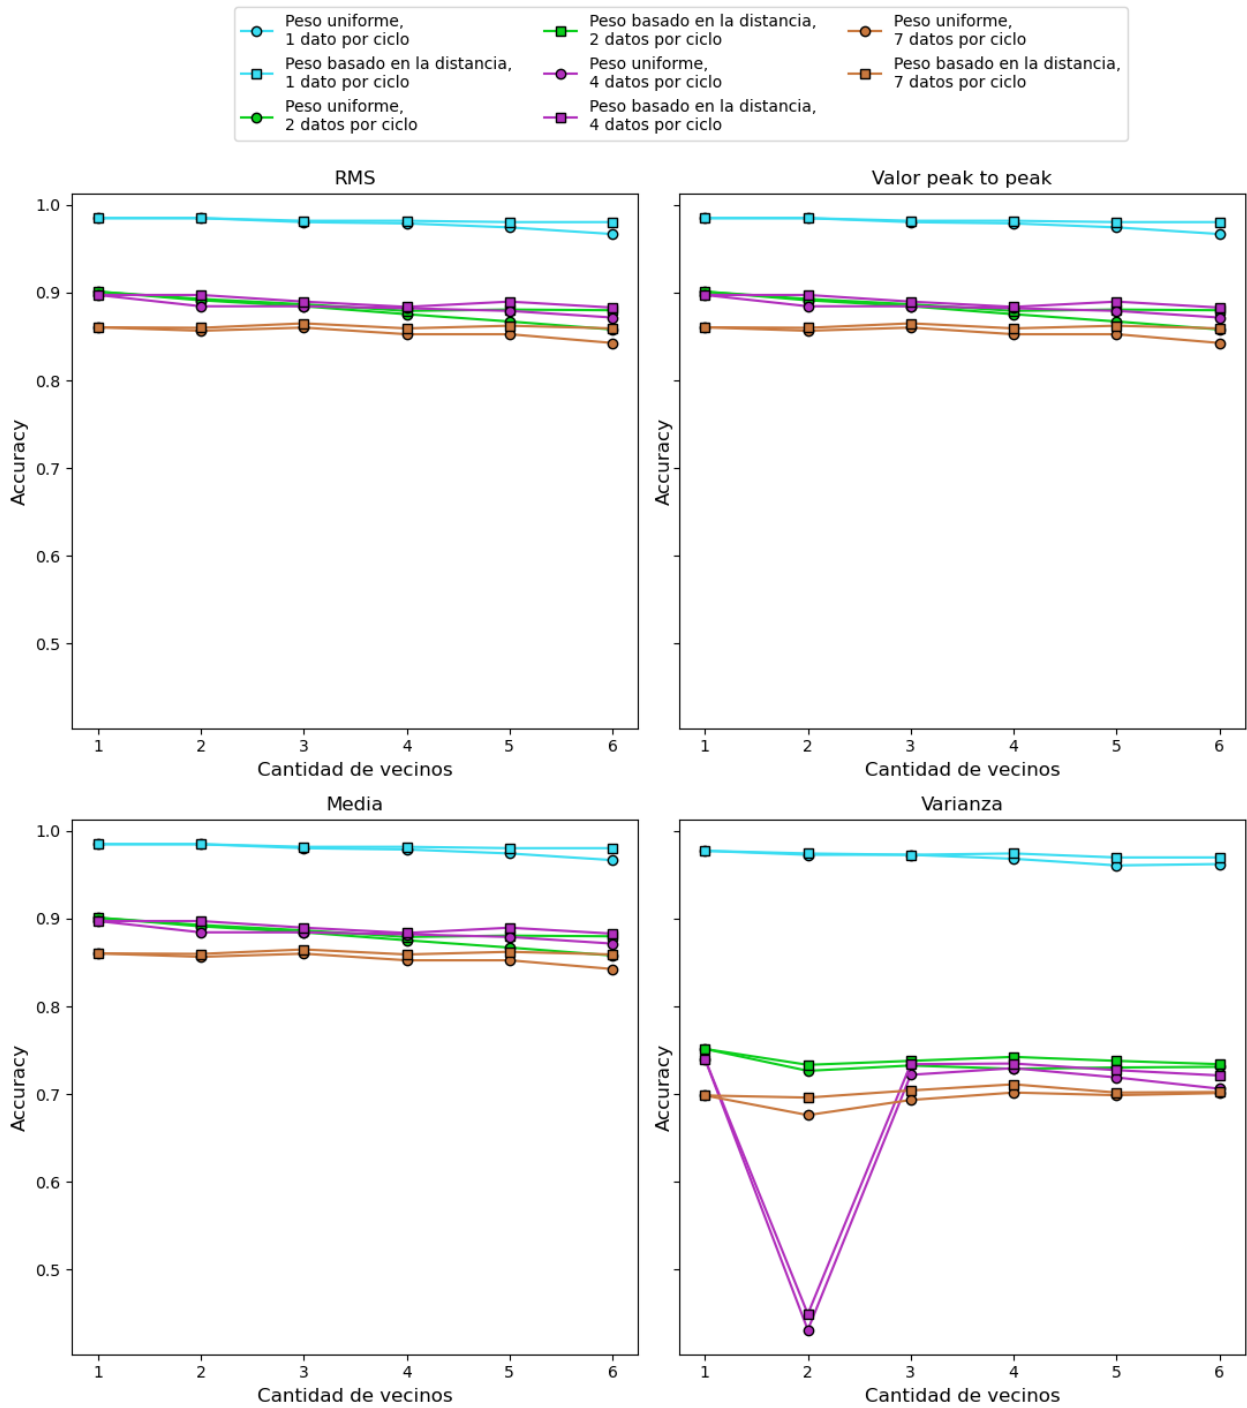 Peso uniforme,
1 dato por ciclo
Peso basado en la distancia,
1 dato por ciclo
Peso uniforme,
2 datos por ciclo
Peso basado en la distancia,
2 datos por ciclo
Peso uniforme,
4 datos por ciclo
Peso basado en la distancia,
4 datos por ciclo
Peso uniforme,
7 datos por ciclo
Peso basado en la distancia,
7 datos por ciclo
RMS
1.0
0.9
0.8
0.7
0.6
0.5
Accuracy
1 2 3 4 5 6
Cantidad de vecinos
Valor peak to peak
Accuracy
1 2 3 4 5 6
Cantidad de vecinos
Media
1.0
0.9
0.8
0.7
0.6
0.5
Accuracy
1 2 3 4 5 6
Cantidad de vecinos
Varianza
Accuracy
1 2 3 4 5 6
Cantidad de vecinos